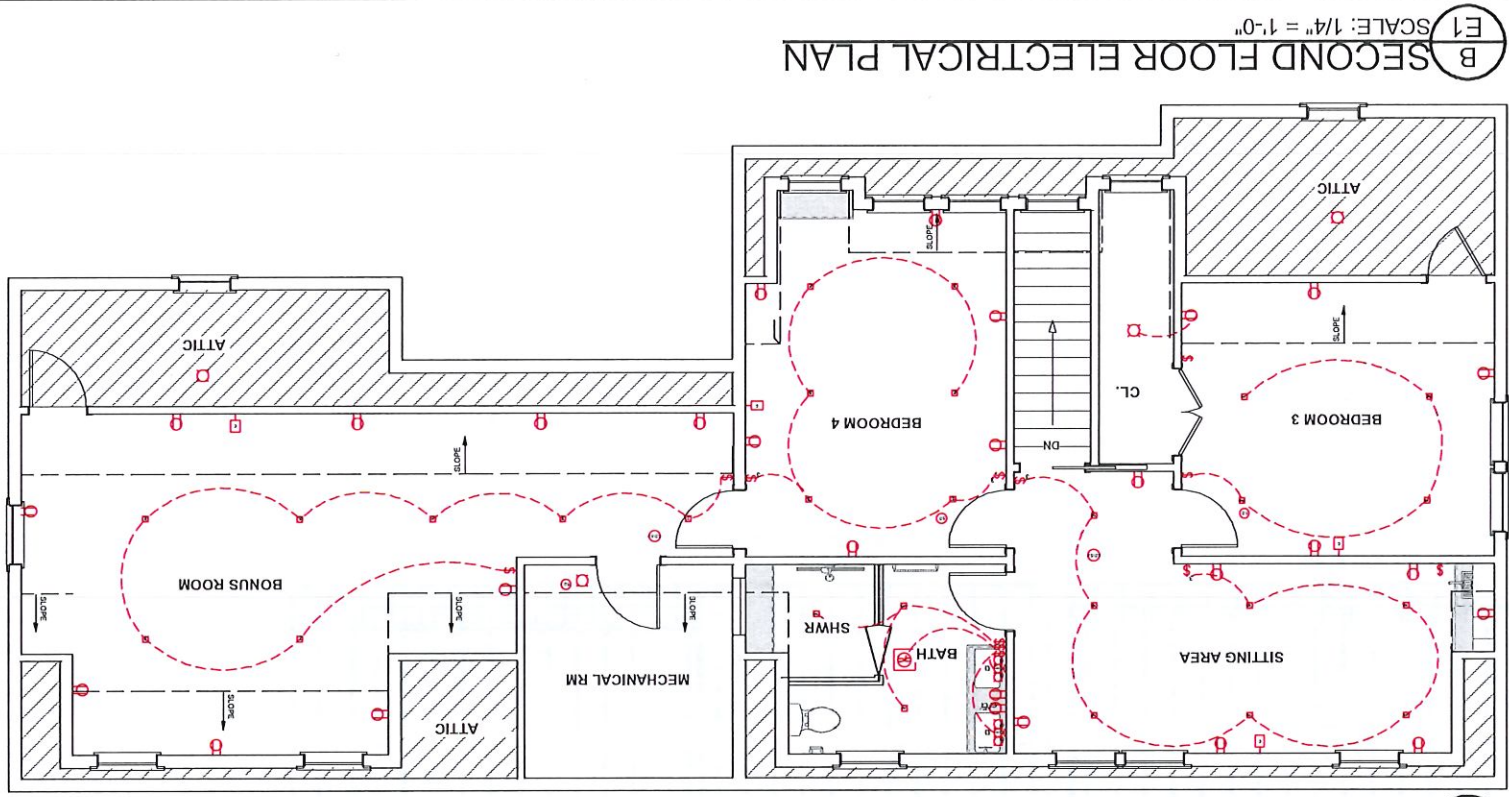 B
E1
SECOND FLOOR ELECTRICAL PLAN
SCALE: 1/4" = 1'-0"
SITTING AREA
BATH
SHWR
MECHANICAL RM
ATTIC
SLOPE
SLOPE
SLOPE
SLOPE
BONUS ROOM
BEDROOM 3
CL.
DN
BEDROOM 4
SLOPE
SLOPE
SLOPE
ATTIC
ATTIC